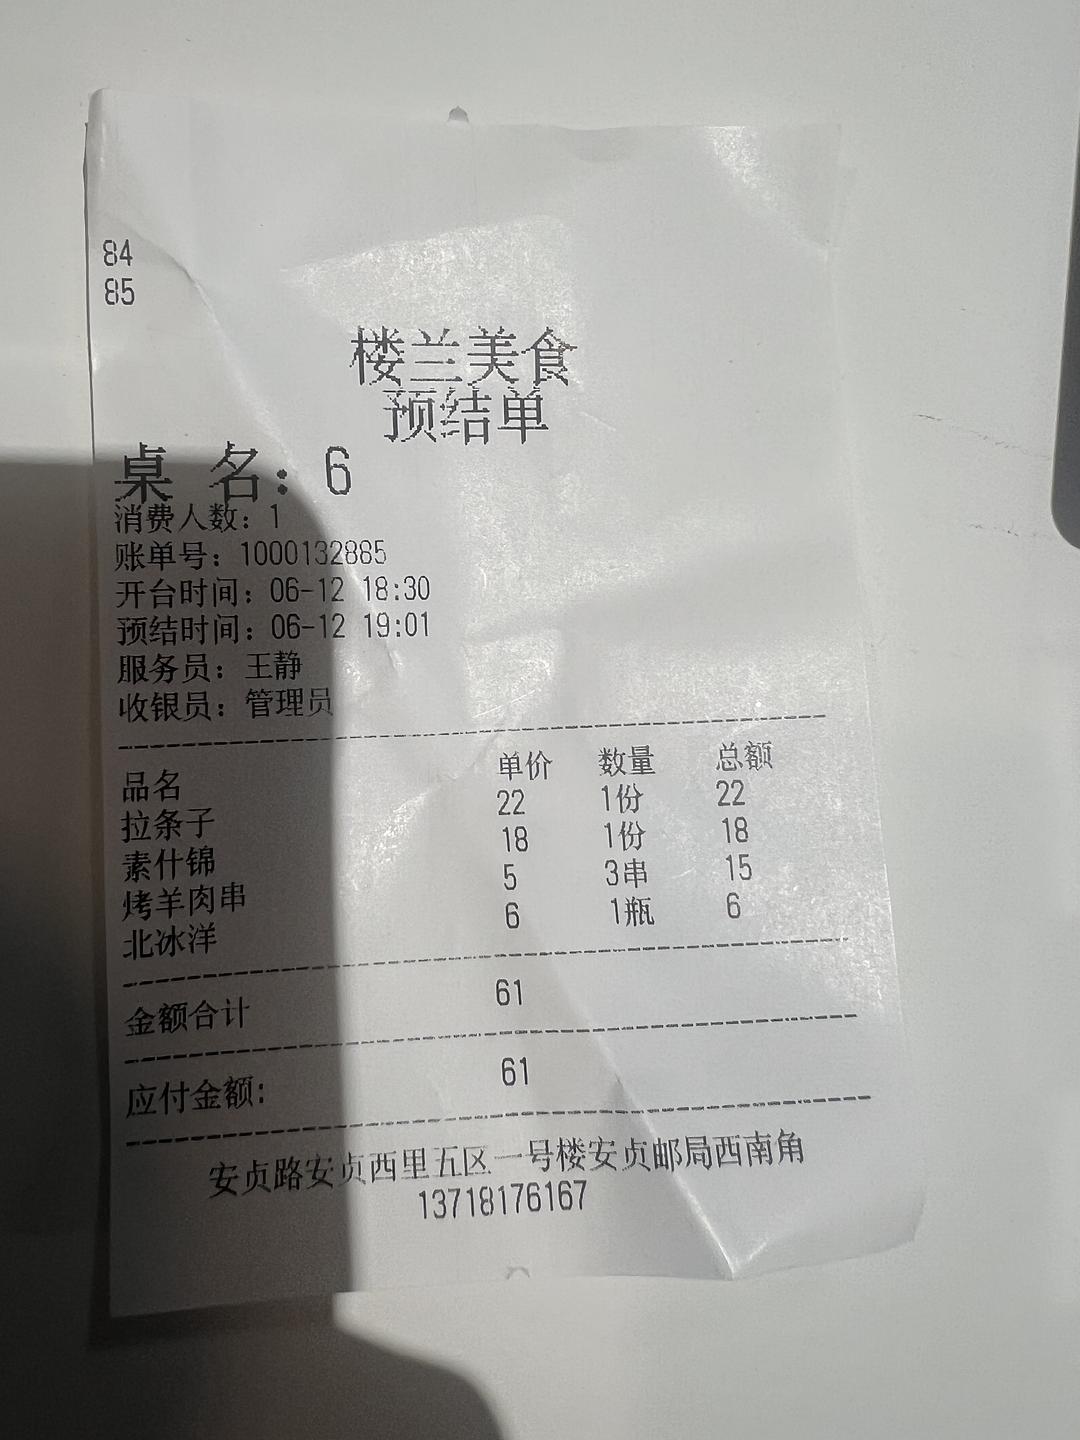 84
85
楼兰美食
预结单
桌 名：6
消费人数：1
账单号：1000132885
开台时间：06-12 18:30
预结时间：06-12 19:01
服务员：王静
收银员：管理员
品名 单价 数量 总额
拉条子 22 1份 22
素什锦 18 1份 18
烤羊肉串 5 3串 15
北冰洋 6 1瓶 6
金额合计 61
应付金额: 61
安贞路安贞西里五区一号楼安贞邮局西南角
13718176167